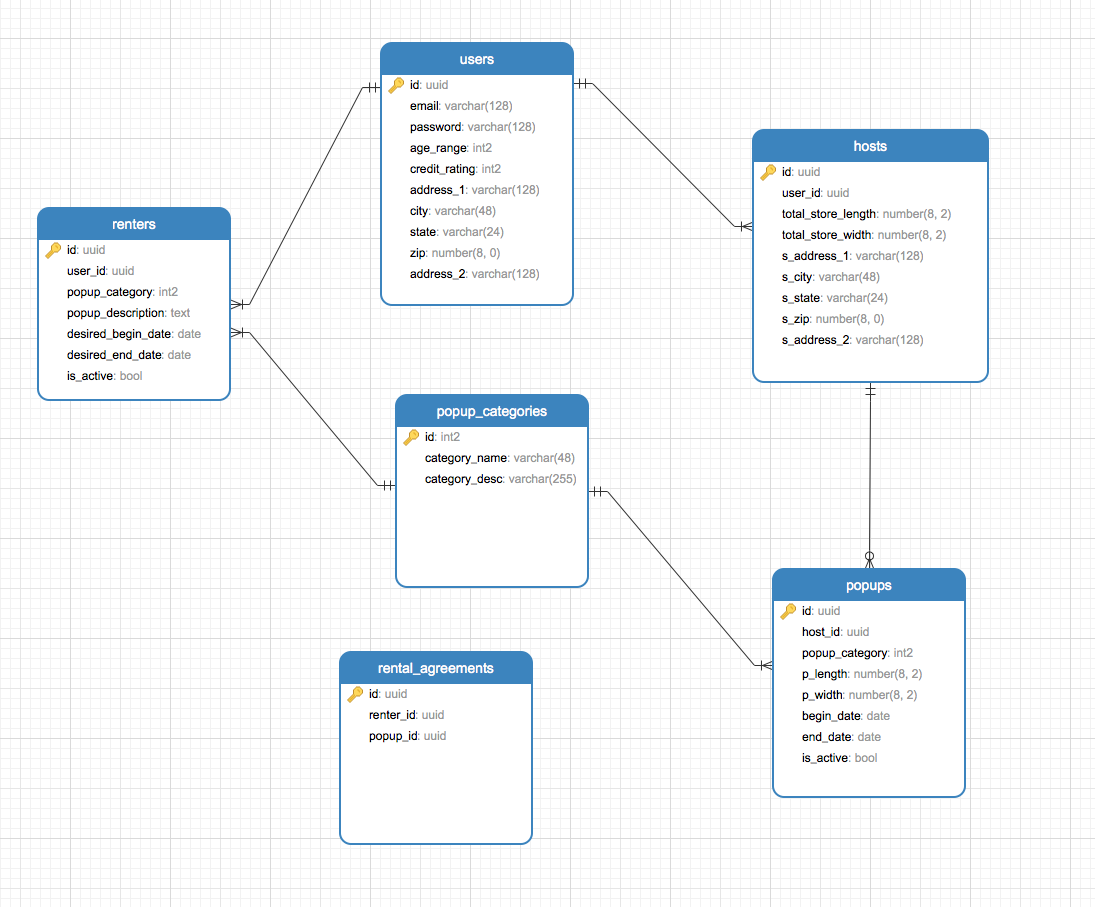 users
id: uuid
email: varchar(128)
password: varchar(128)
age_range: int2
credit_rating: int2
address_1: varchar(128)
city: varchar(48)
state: varchar(24)
zip: number(8, 0)
address_2: varchar(128)
hosts
id: uuid
user_id: uuid
total_store_length: number(8, 2)
total_store_width: number(8, 2)
s_address_1: varchar(128)
s_city: varchar(48)
s_state: varchar(24)
s_zip: number(8, 0)
s_address_2: varchar(128)
renters
id: uuid
user_id: uuid
popup_category: int2
popup_description: text
desired_begin_date: date
desired_end_date: date
is_active: bool
popup_categories
id: int2
category_name: varchar(48)
category_desc: varchar(255)
popups
id: uuid
host_id: uuid
popup_category: int2
p_length: number(8, 2)
p_width: number(8, 2)
begin_date: date
end_date: date
is_active: bool
rental_agreements
id: uuid
renter_id: uuid
popup_id: uuid